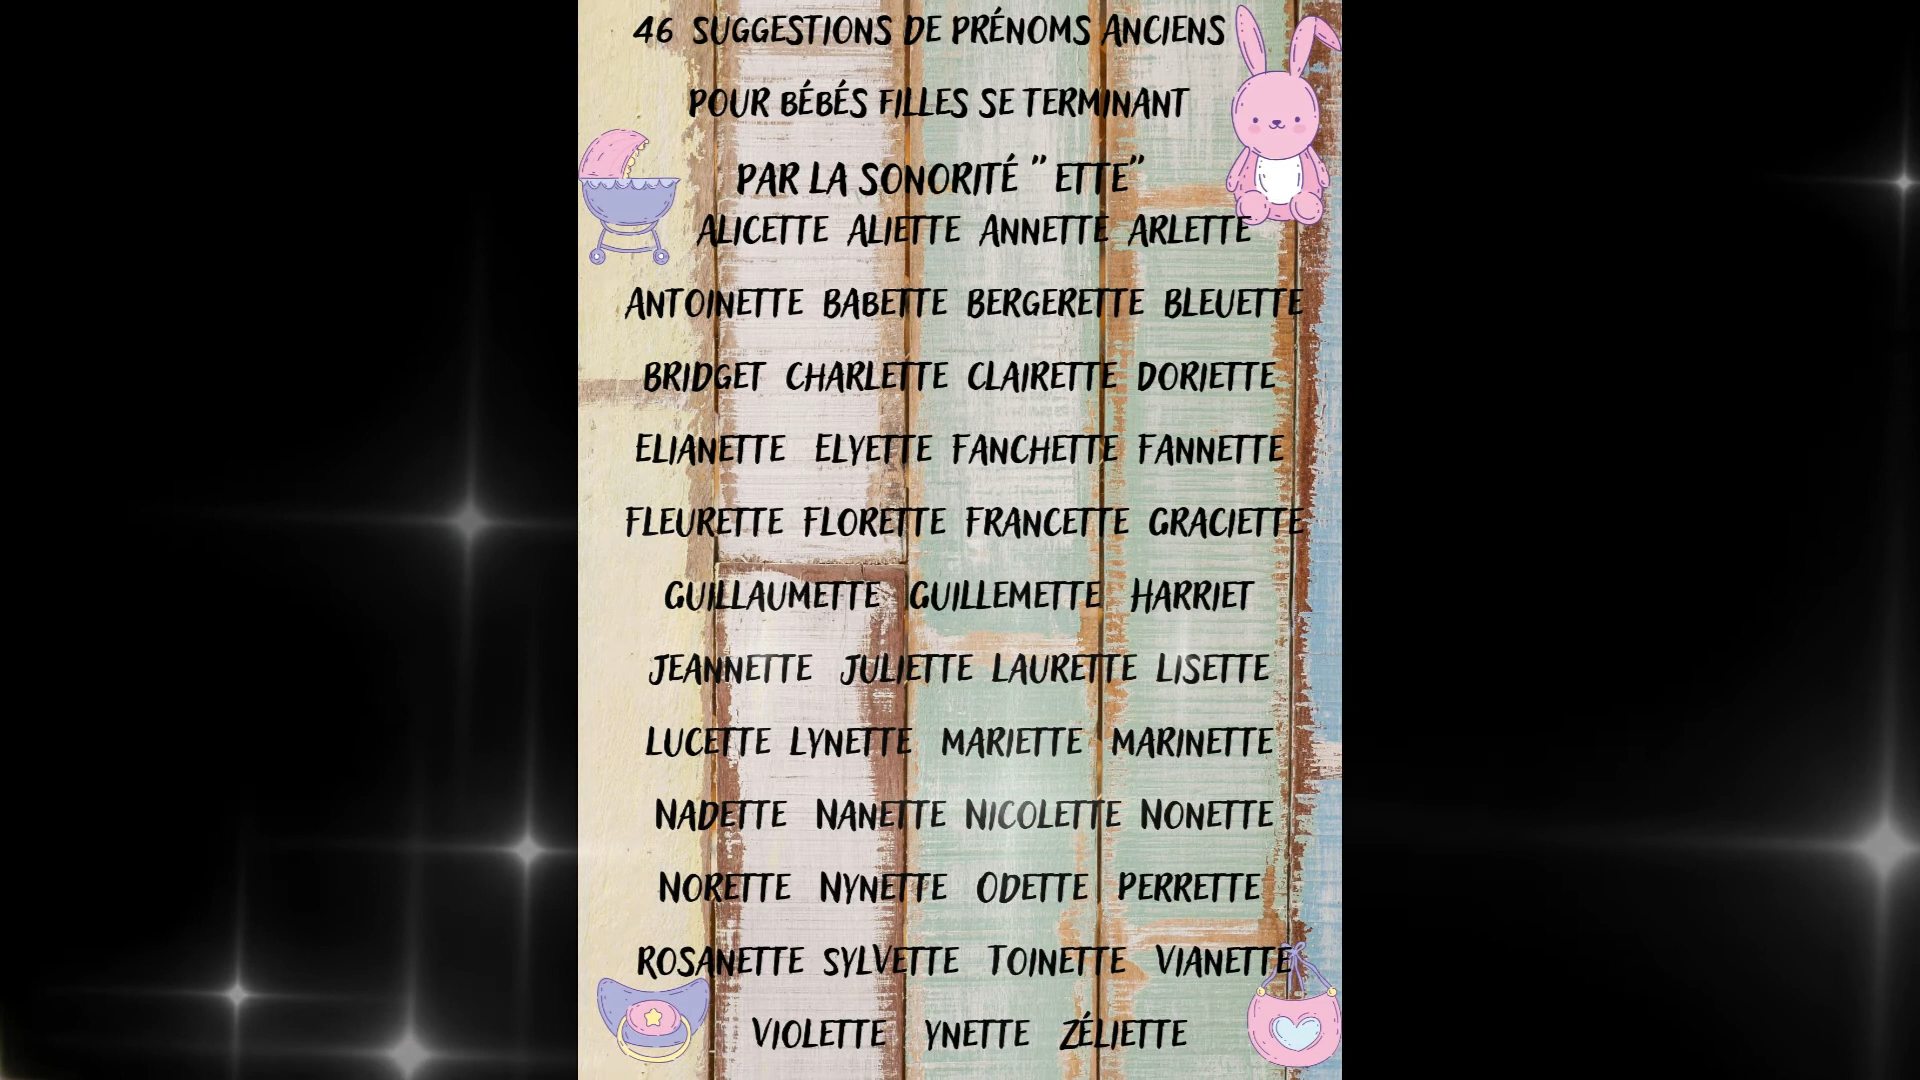 46 SUGGESTIONS DE PRÉNOMS ANCIENS
POUR BÉBÉS FILLES SE TERMINANT
PAR LA SONORITÉ " ETTE"
ALICETTE ALIETTE ANNETTE ARLETTE
ANTOINETTE BABETTE BERGERETTE BLEUETTE
BRIDGET CHARLETTE CLAIRETTE DORIETTE
ELIANETTE ELYETTE FANCHETTE FANNETTE
FLEURETTE FLORETTE FRANCETTE GRACIETTE
GUILLAUMETTE GUILLEMETTE HARRIET
JEANNETTE JULIETTE LAURETTE LISETTE
LUCETTE LYNETTE MARIETTE MARINETTE
NADETTE NANETTE NICOLETTE NONETTE
NORETTE NYNETTE ODETTE PERRETTE
ROSANETTE SYLVETTE TOINETTE VIANETTE
VIOLETTE YNETTE ZÉLIETTE